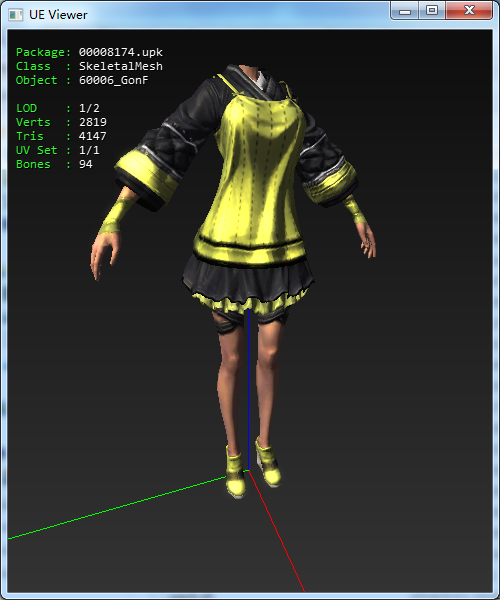 UE Viewer
Package: 00008174.upk
Class  : SkeletalMesh
Object : 60006_GonF
LOD    : 1/2
Verts  : 2819
Tris   : 4147
UV Set : 1/1
Bones  : 94